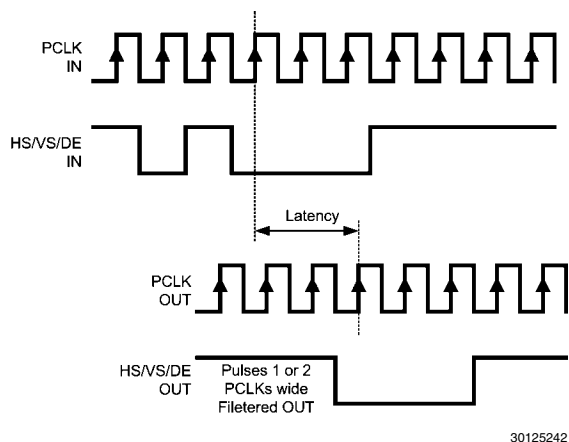 PCLK
IN
HS/VS/DE
IN
Latency
PCLK
OUT
HS/VS/DE
OUT
Pulses 1 or 2
PCLKs wide
Filetered OUT
30125242